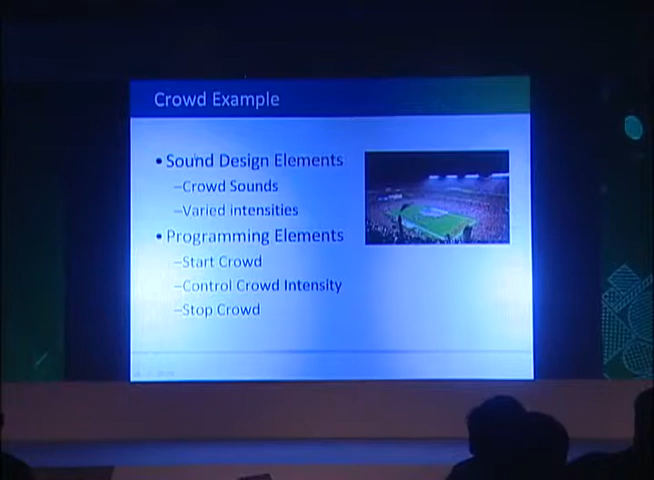 Crowd Example
• Sound Design Elements
–Crowd Sounds
–Varied intensities
• Programming Elements
–Start Crowd
–Control Crowd Intensity
–Stop Crowd